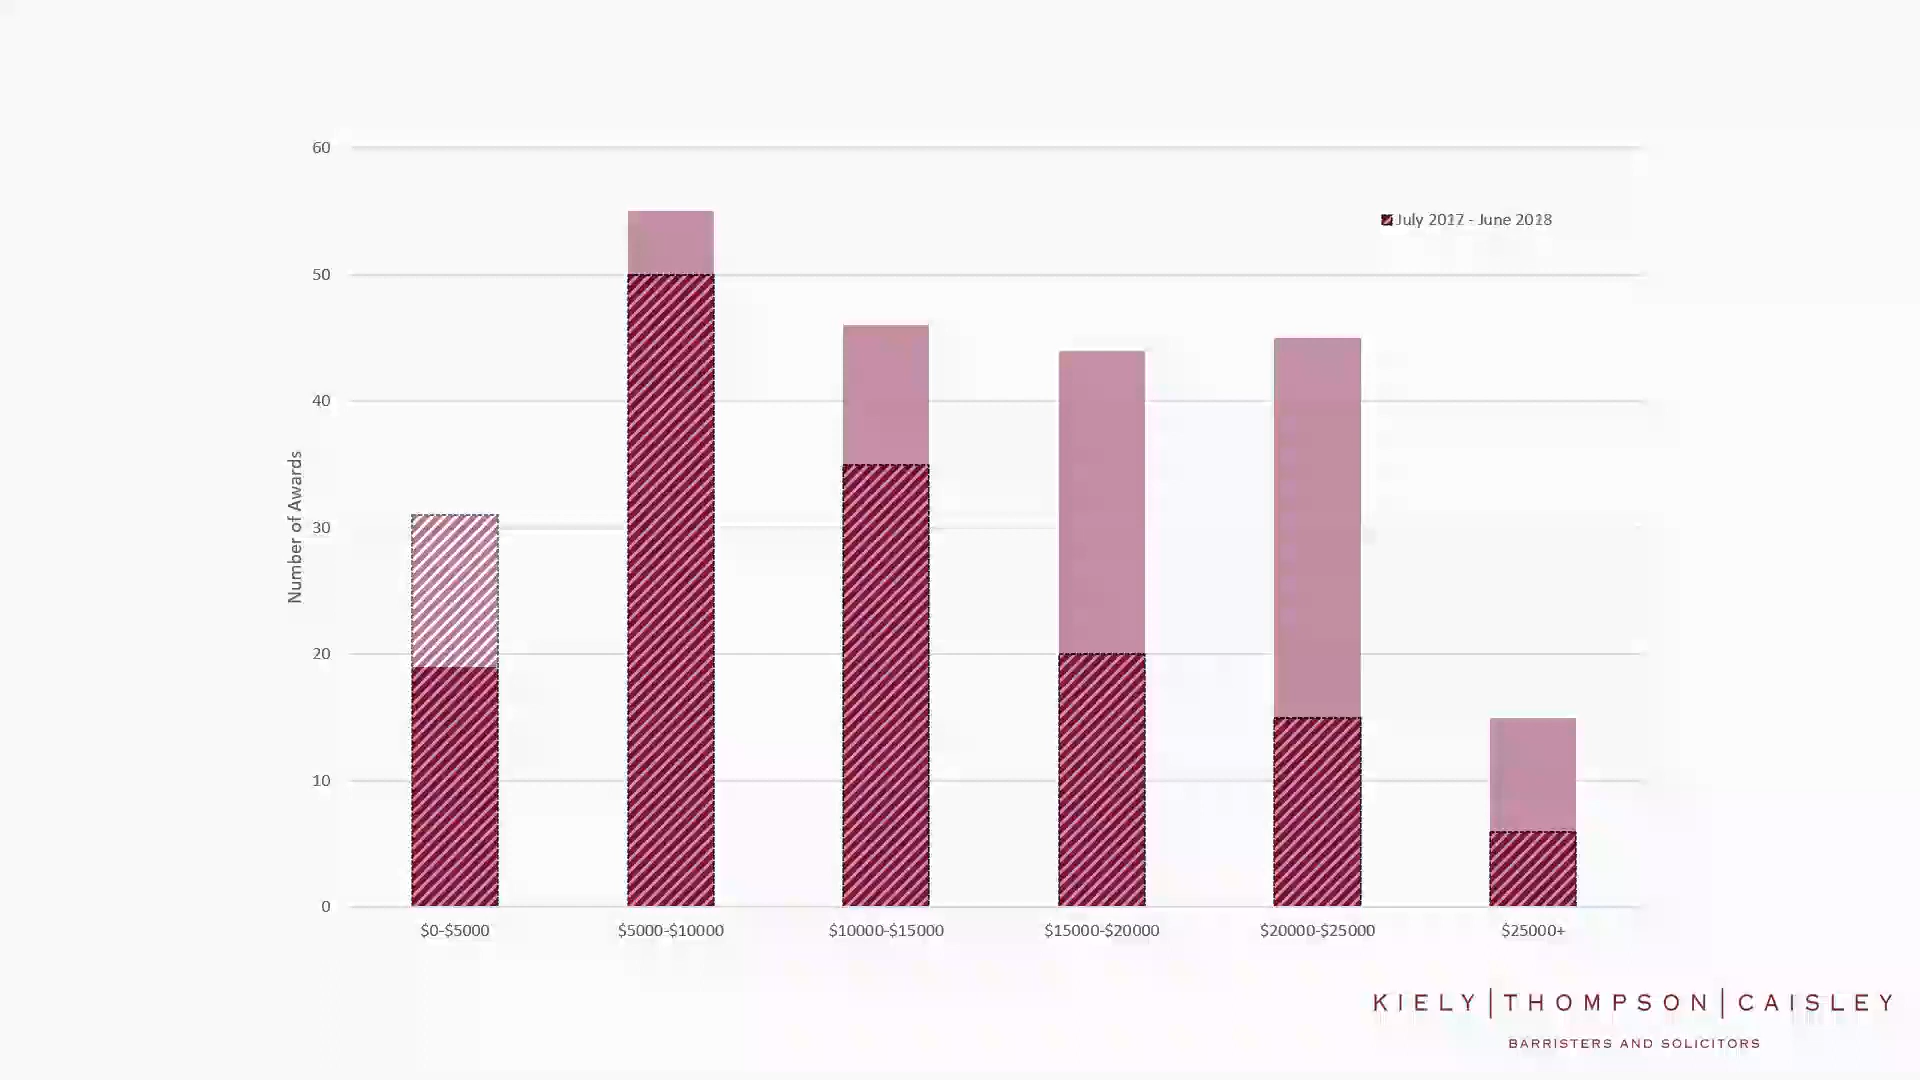 60
July 2017 - June 2018
50
40
Number of Awards
30
20
10
0
$0-$5000 $5000-$10000 $10000-$15000 $15000-$20000 $20000-$25000 $25000+
KIELY|THOMPSON|CAISLEY
BARRISTERS AND SOLICITORS